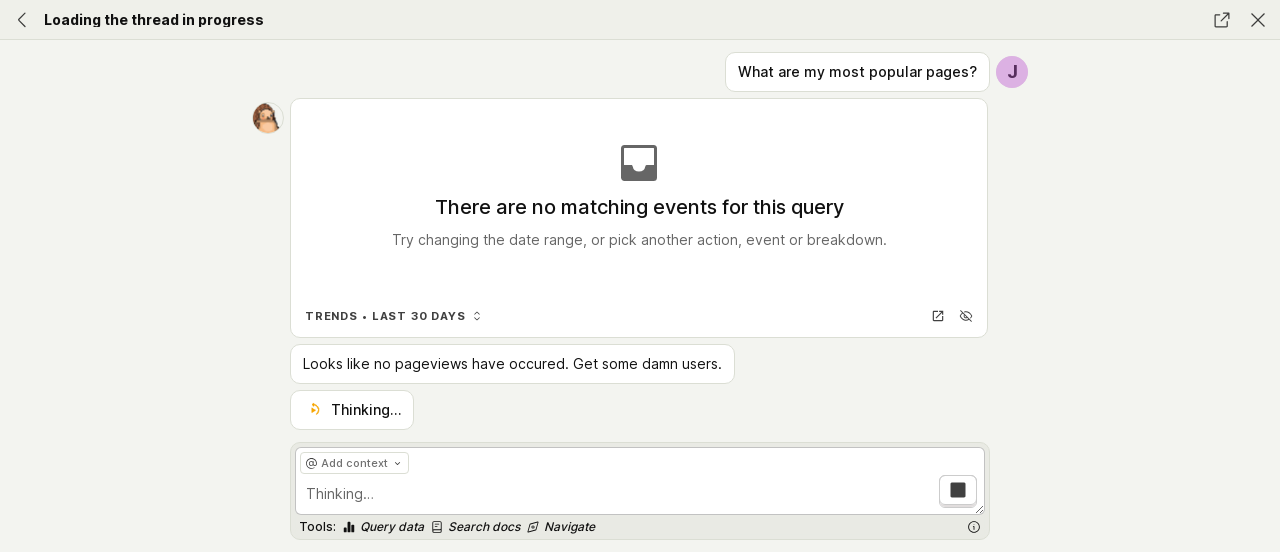 Loading the thread in progress
What are my most popular pages?
J
There are no matching events for this query
Try changing the date range, or pick another action, event or breakdown.
TRENDS • LAST 30 DAYS
Looks like no pageviews have occured. Get some damn users.
Thinking...
@ Add context
Thinking...
Tools: Query data Search docs Navigate